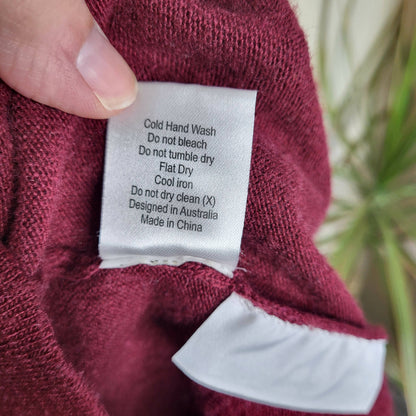 Cold Hand Wash
Do not bleach
Do not tumble dry
Flat Dry
Cool iron
Do not dry clean (X)
Designed in Australia
Made in China